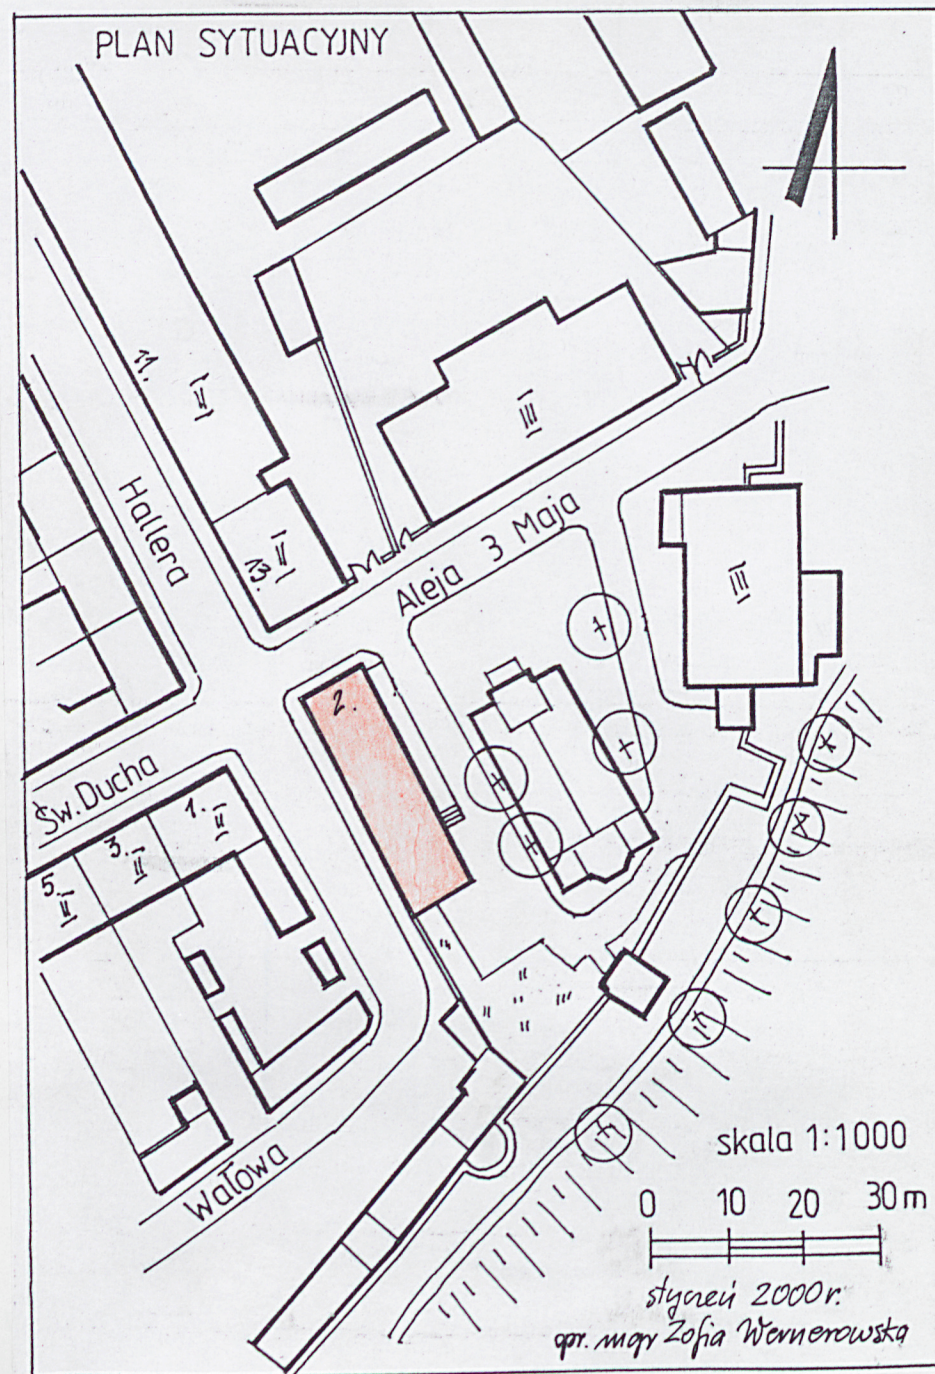 PLAN SYTUACYJNY
11.
II
Hallera
13.
II
III
Aleja 3 Maja
III
2.
Św. Ducha
1.
II
3.
II
5.
II
Wałowa
skala 1:1000
0 10 20 30 m
styczeń 2000 r.
opr. mgr Zofia Wernerowska